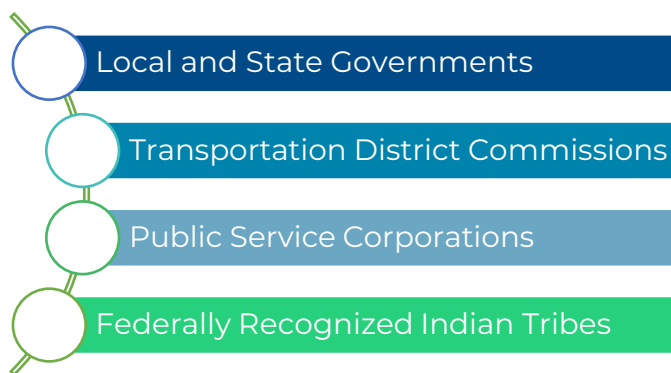 Local and State Governments
Transportation District Commissions
Public Service Corporations
Federally Recognized Indian Tribes